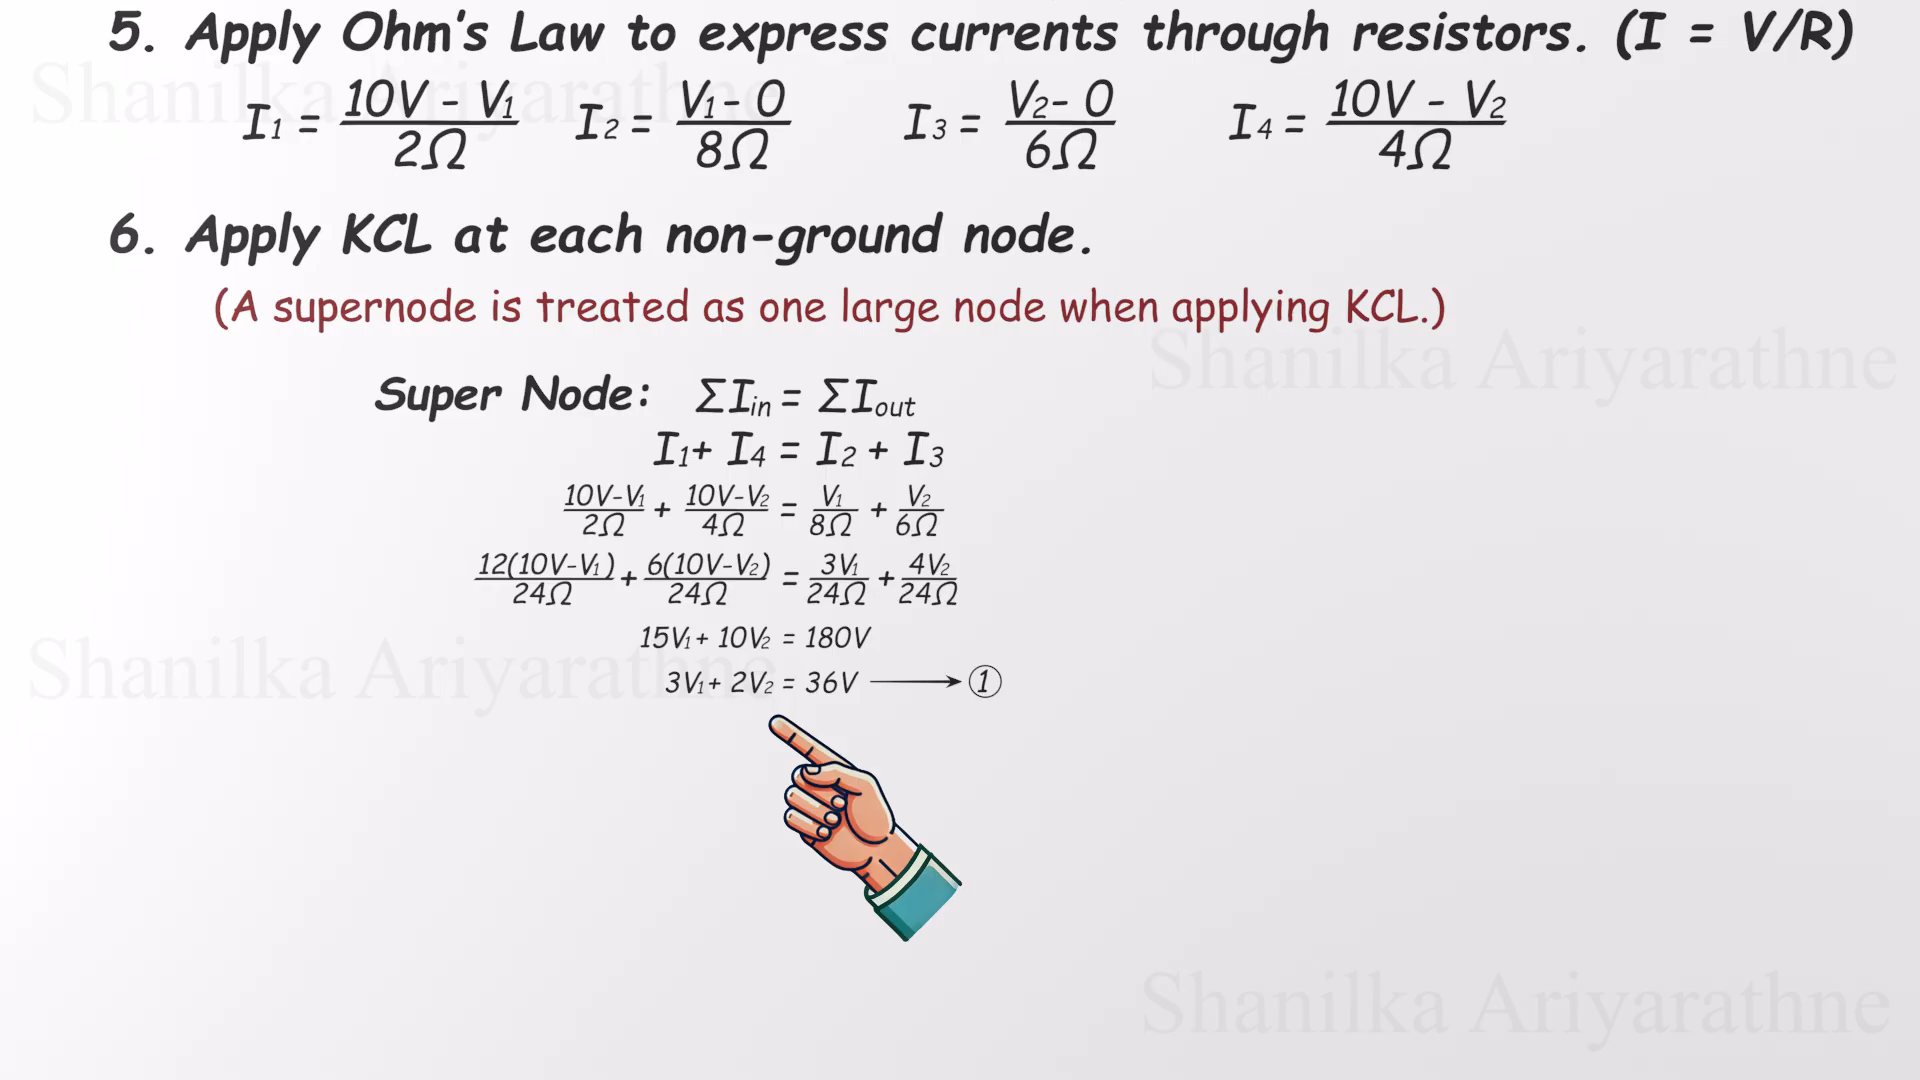 5. Apply Ohm's Law to express currents through resistors. (I = V/R)
I₁ = (10V - V₁)/2Ω I₂ = (V₁- 0)/8Ω I₃ = (V₂- 0)/6Ω I₄ = (10V - V₂)/4Ω
6. Apply KCL at each non-ground node.
(A supernode is treated as one large node when applying KCL.)
Super Node: ΣIin = ΣIout
I₁+ I₄ = I₂ + I₃
(10V-V₁)/2Ω + (10V-V₂)/4Ω = V₁/8Ω + V₂/6Ω
12(10V-V₁)/24Ω + 6(10V-V₂)/24Ω = 3V₁/24Ω + 4V₂/24Ω
15V₁+ 10V₂ = 180V
3V₁+ 2V₂ = 36V ⟶ ①
Shanilka Ariyarathne
Shanilka Ariyarathne
Shanilka Ariyarathne
Shanilka Ariyarathne